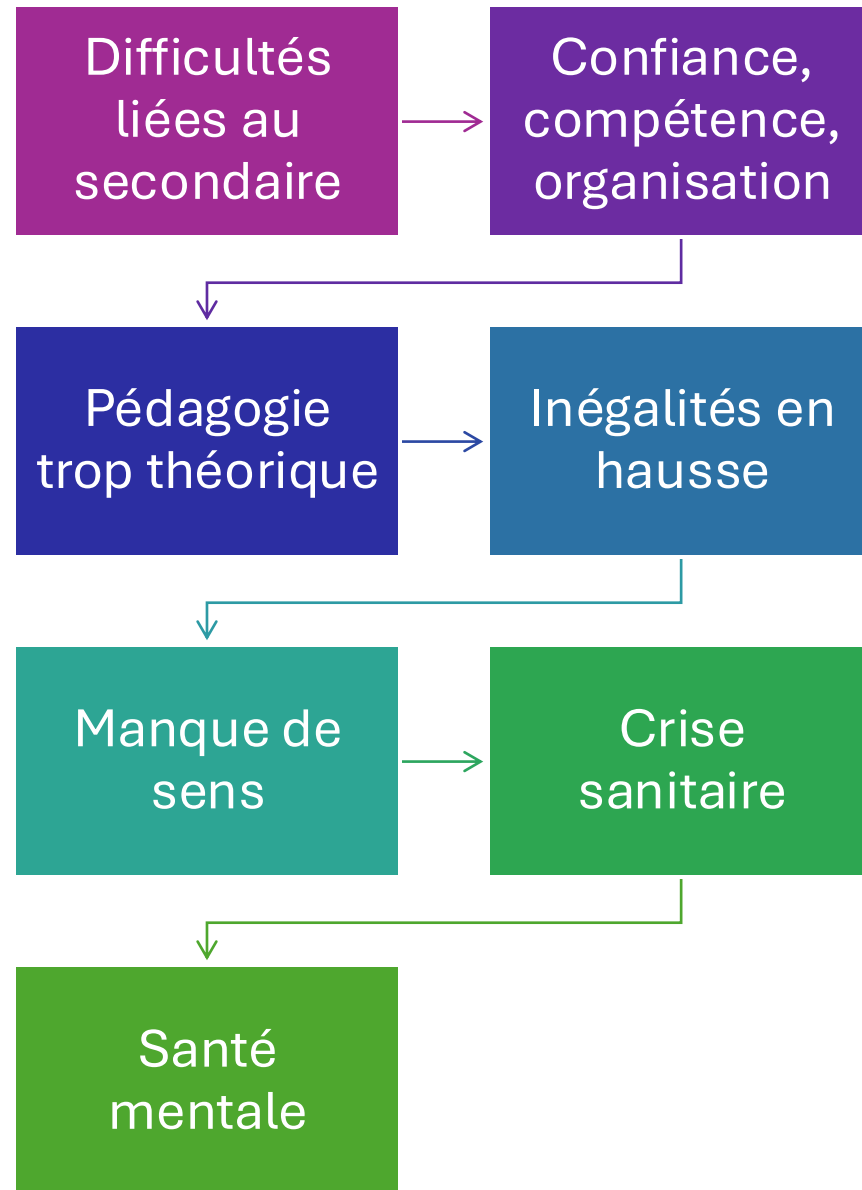 Difficultés
liées au
secondaire
Confiance,
compétence,
organisation
Pédagogie
trop théorique
Inégalités en
hausse
Manque de
sens
Crise
sanitaire
Santé
mentale